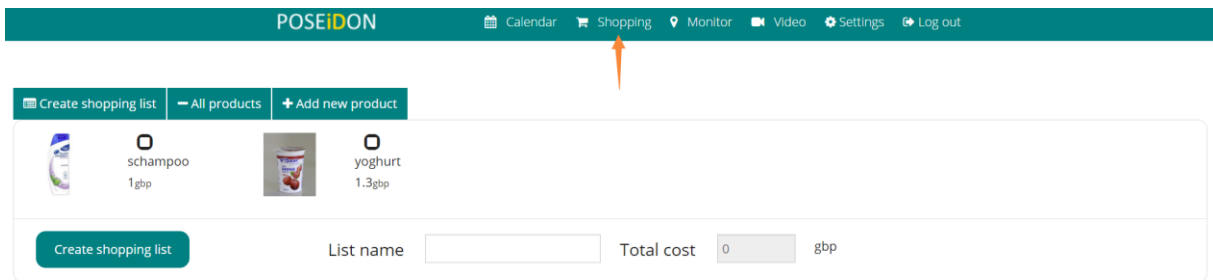 POSEiDON Calendar Shopping Monitor Video Settings Log out
Create shopping list All products Add new product
schampoo yoghurt
1gbp 1.3gbp
Create shopping list List name Total cost 0 gbp